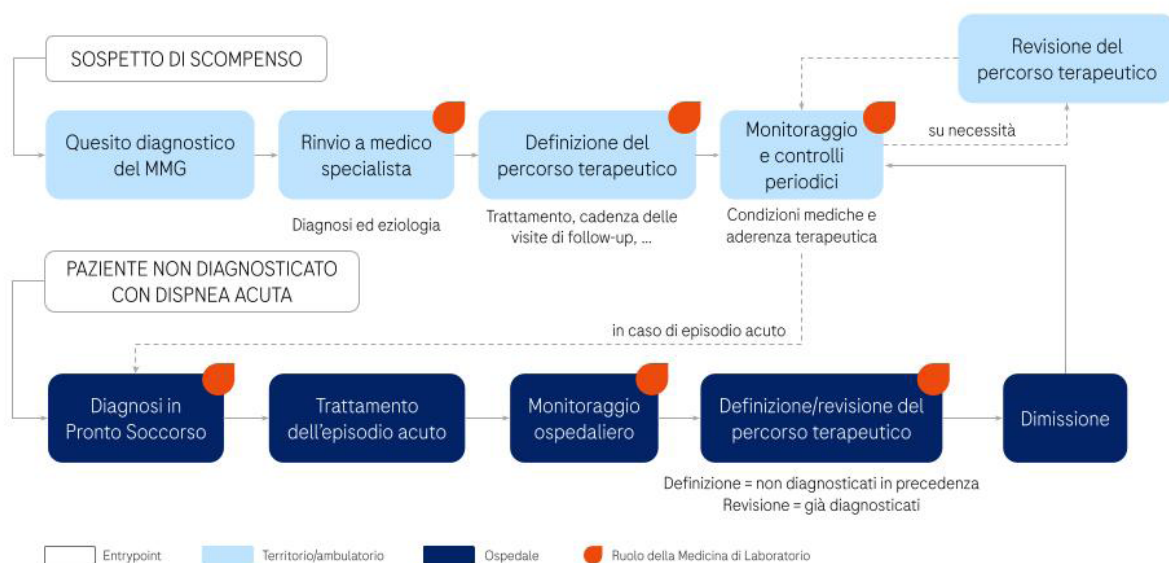 SOSPETTO DI SCOMPENSO
Revisione del
percorso terapeutico
Quesito diagnostico
del MMG
Rinvio a medico
specialista
Definizione del
percorso terapeutico
Monitoraggio
e controlli
periodici
su necessità
Diagnosi ed eziologia
Trattamento, cadenza delle
visite di follow-up, ...
Condizioni mediche e
aderenza terapeutica
PAZIENTE NON DIAGNOSTICATO
CON DISPNEA ACUTA
in caso di episodio acuto
Diagnosi in
Pronto Soccorso
Trattamento
dell'episodio acuto
Monitoraggio
ospedaliero
Definizione/revisione del
percorso terapeutico
Dimissione
Definizione = non diagnosticati in precedenza
Revisione = già diagnosticati
Entrypoint
Territorio/ambulatorio
Ospedale
Ruolo della Medicina di Laboratorio